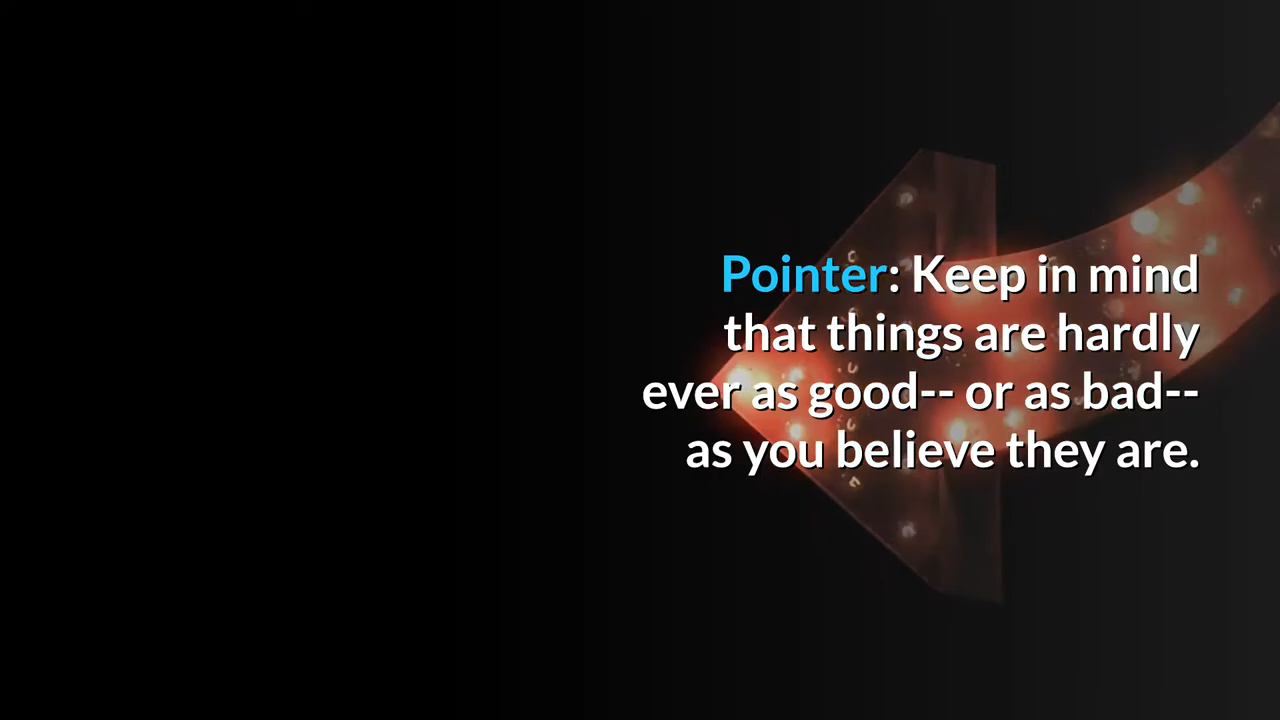 Pointer: Keep in mind
that things are hardly
ever as good-- or as bad--
as you believe they are.